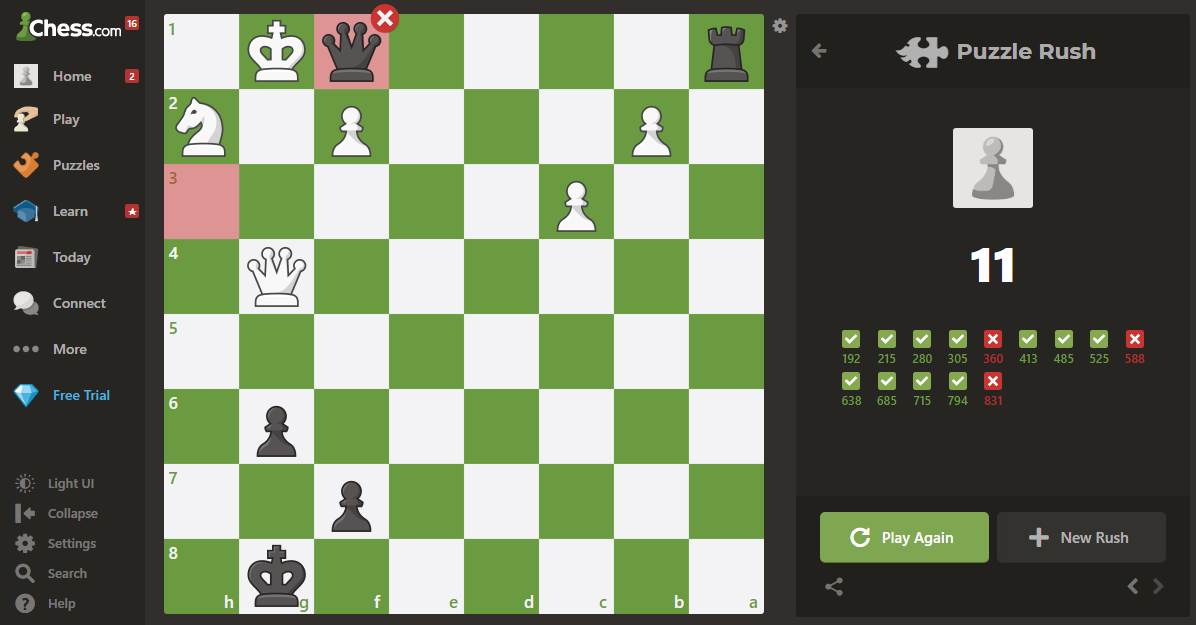 Chess.com 16
Home 2
Play
Puzzles
Learn
Today
Connect
More
Free Trial
Light UI
Collapse
Settings
Search
Help
1
2
3
4
5
6
7
8
h g f e d c b a
Puzzle Rush
11
192 215 280 305 360 413 485 525 588
638 685 715 794 831
Play Again
New Rush